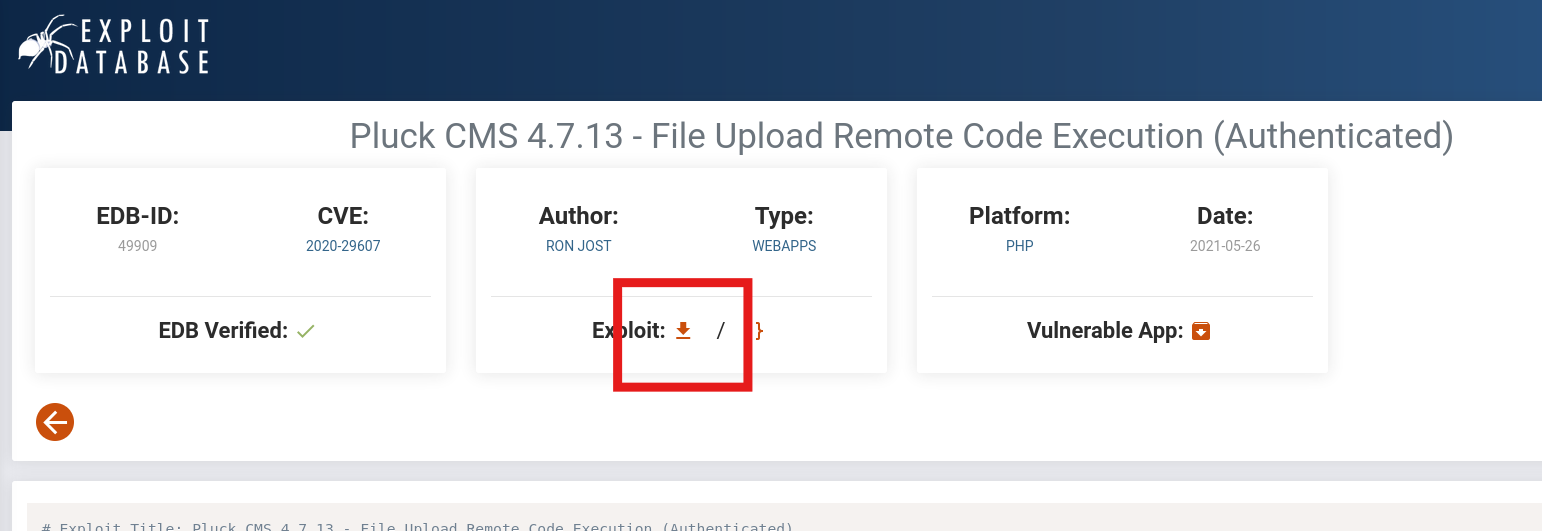 EXPLOIT
DATABASE
Pluck CMS 4.7.13 - File Upload Remote Code Execution (Authenticated)
EDB-ID:
49909
CVE:
2020-29607
EDB Verified:
Author:
RON JOST
Type:
WEBAPPS
Exploit: / }
Platform:
PHP
Date:
2021-05-26
Vulnerable App:
# Exploit Title: Pluck CMS 4.7.13 - File Upload Remote Code Execution (Authenticated)